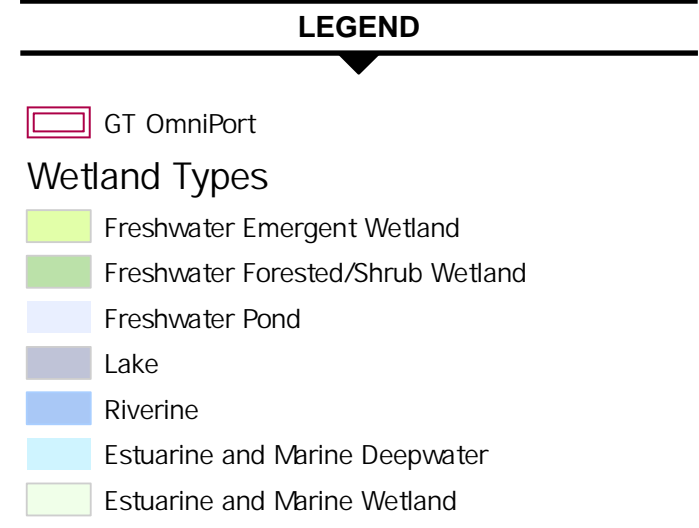 LEGEND
GT OmniPort
Wetland Types
Freshwater Emergent Wetland
Freshwater Forested/Shrub Wetland
Freshwater Pond
Lake
Riverine
Estuarine and Marine Deepwater
Estuarine and Marine Wetland